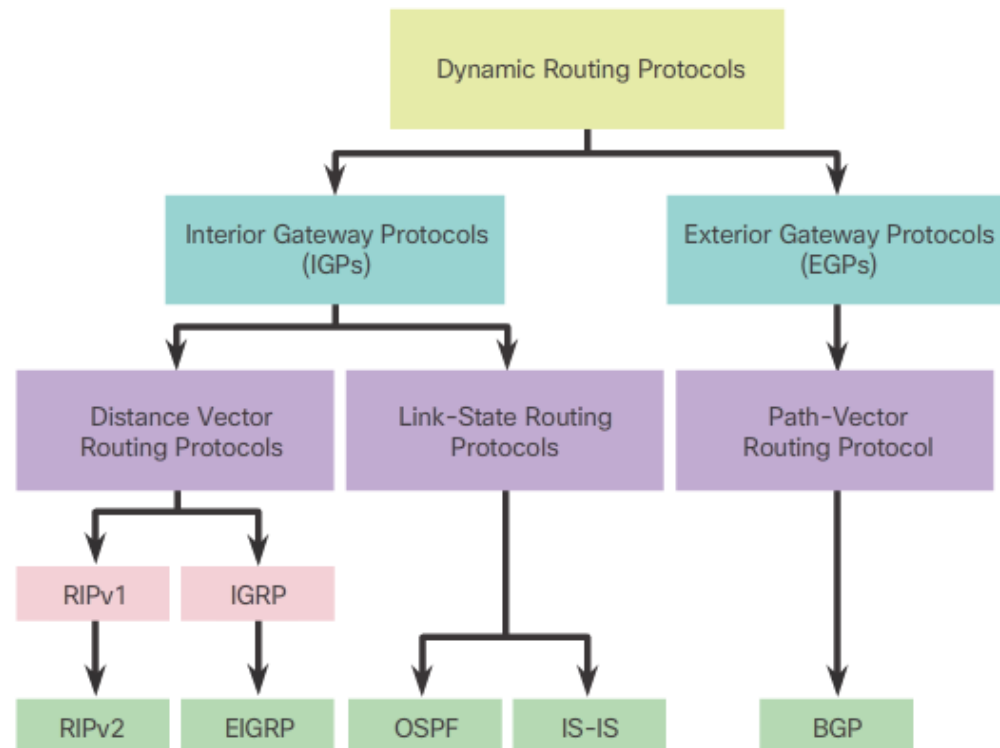 Dynamic Routing Protocols
Interior Gateway Protocols
(IGPs)
Exterior Gateway Protocols
(EGPs)
Distance Vector
Routing Protocols
Link-State Routing
Protocols
Path-Vector
Routing Protocol
RIPv1
IGRP
RIPv2
EIGRP
OSPF
IS-IS
BGP